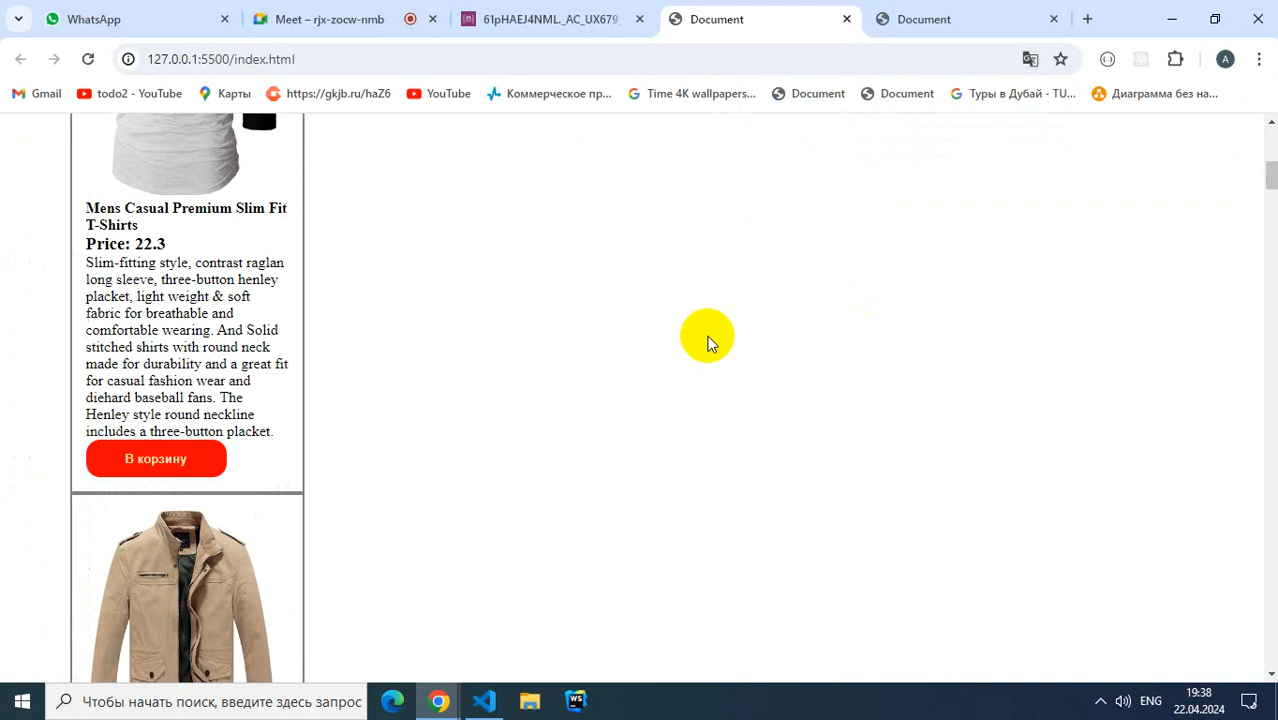 WhatsApp
Meet – rjx-zocw-nmb
61pHAEJ4NML._AC_UX679_
Document
Document
127.0.0.1:5500/index.html
A
Gmail
todo2 - YouTube
Карты
https://gkjb.ru/haZ6
YouTube
Коммерческое пр...
Time 4K wallpapers...
Document
Document
Туры в Дубай - TU...
Диаграмма без на...
Mens Casual Premium Slim Fit
T-Shirts
Price: 22.3
Slim-fitting style, contrast raglan
long sleeve, three-button henley
placket, light weight & soft
fabric for breathable and
comfortable wearing. And Solid
stitched shirts with round neck
made for durability and a great fit
for casual fashion wear and
diehard baseball fans. The
Henley style round neckline
includes a three-button placket.
В корзину
Чтобы начать поиск, введите здесь запрос
WS
ENG
19:38
22.04.2024